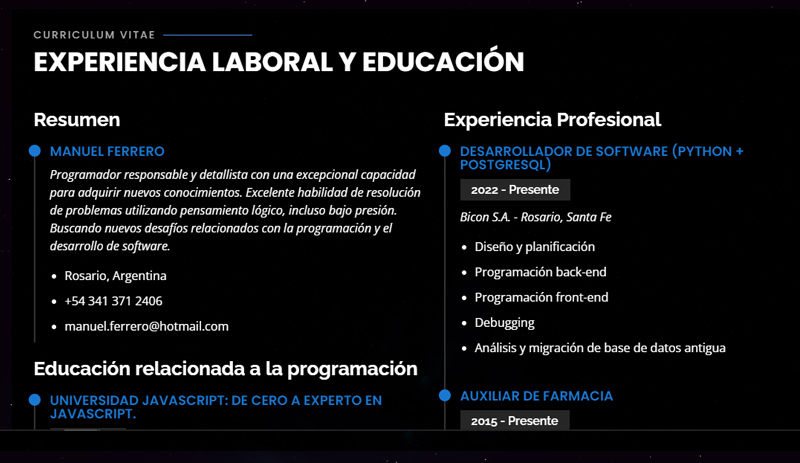 CURRICULUM VITAE
EXPERIENCIA LABORAL Y EDUCACIÓN
Resumen
MANUEL FERRERO
Programador responsable y detallista con una excepcional capacidad
para adquirir nuevos conocimientos. Excelente habilidad de resolución
de problemas utilizando pensamiento lógico, incluso bajo presión.
Buscando nuevos desafíos relacionados con la programación y el
desarrollo de software.
Rosario, Argentina
+54 341 371 2406
manuel.ferrero@hotmail.com
Educación relacionada a la programación
UNIVERSIDAD JAVASCRIPT: DE CERO A EXPERTO EN
JAVASCRIPT.
Experiencia Profesional
DESARROLLADOR DE SOFTWARE (PYTHON +
POSTGRESQL)
2022 - Presente
Bicon S.A. - Rosario, Santa Fe
Diseño y planificación
Programación back-end
Programación front-end
Debugging
Análisis y migración de base de datos antigua
AUXILIAR DE FARMACIA
2015 - Presente